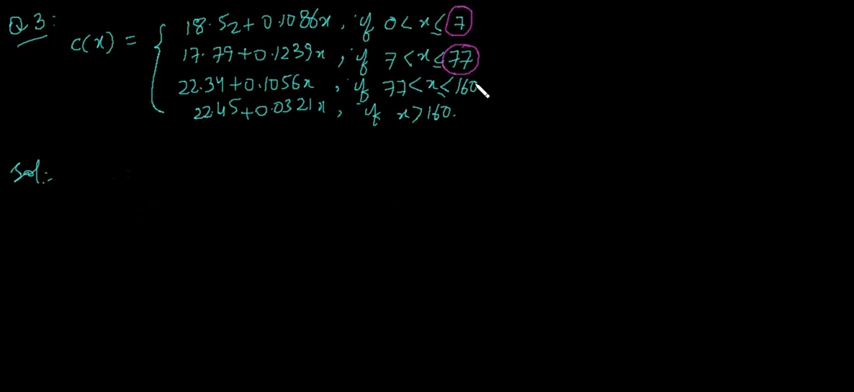 Q3:
C(x) = { 18.52+0.1086x, if 0<x≤7
17.79+0.1239x, if 7<x≤77
22.34+0.1056x, if 77<x≤160
22.45+0.0321x, if x>160.
Sol: